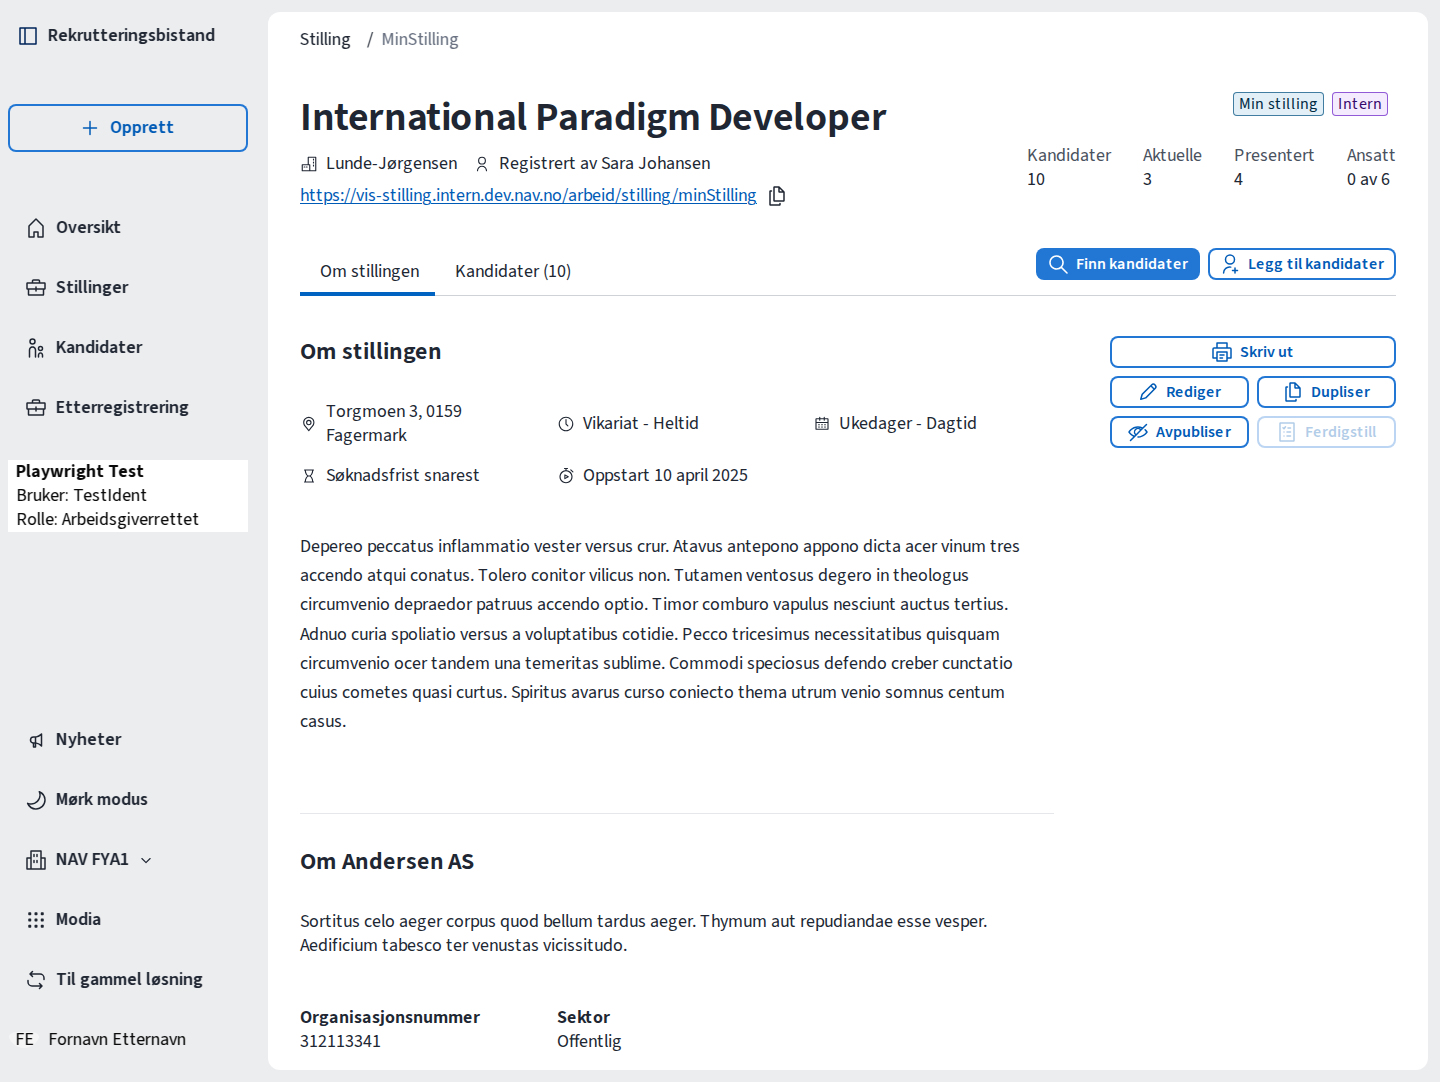 Rekrutteringsbistand
Opprett
Oversikt
Stillinger
Kandidater
Etterregistrering
Playwright Test
Bruker: TestIdent
Rolle: Arbeidsgiverrettet
Nyheter
Mørk modus
NAV FYA1
Modia
Til gammel løsning
FE Fornavn Etternavn
Stilling / MinStilling
International Paradigm Developer
Min stilling Intern
Lunde-Jørgensen Registrert av Sara Johansen
https://vis-stilling.intern.dev.nav.no/arbeid/stilling/minStilling
Kandidater Aktuelle Presentert Ansatt
10 3 4 0 av 6
Om stillingen Kandidater (10)
Finn kandidater Legg til kandidater
Om stillingen
Skriv ut
Rediger Dupliser
Avpubliser Ferdigstill
Torgmoen 3, 0159
Fagermark
Vikariat - Heltid
Ukedager - Dagtid
Søknadsfrist snarest
Oppstart 10 april 2025
Depereo peccatus inflammatio vester versus crur. Atavus antepono appono dicta acer vinum tres
accendo atqui conatus. Tolero conitor vilicus non. Tutamen ventosus degero in theologus
circumvenio depraedor patruus accendo optio. Timor comburo vapulus nesciunt auctus tertius.
Adnuo curia spoliatio versus a voluptatibus cotidie. Pecco tricesimus necessitatibus quisquam
circumvenio ocer tandem una temeritas sublime. Commodi speciosus defendo creber cunctatio
cuius cometes quasi curtus. Spiritus avarus curso coniecto thema utrum venio somnus centum
casus.
Om Andersen AS
Sortitus celo aeger corpus quod bellum tardus aeger. Thymum aut repudiandae esse vesper.
Aedificium tabesco ter venustas vicissitudo.
Organisasjonsnummer Sektor
312113341 Offentlig